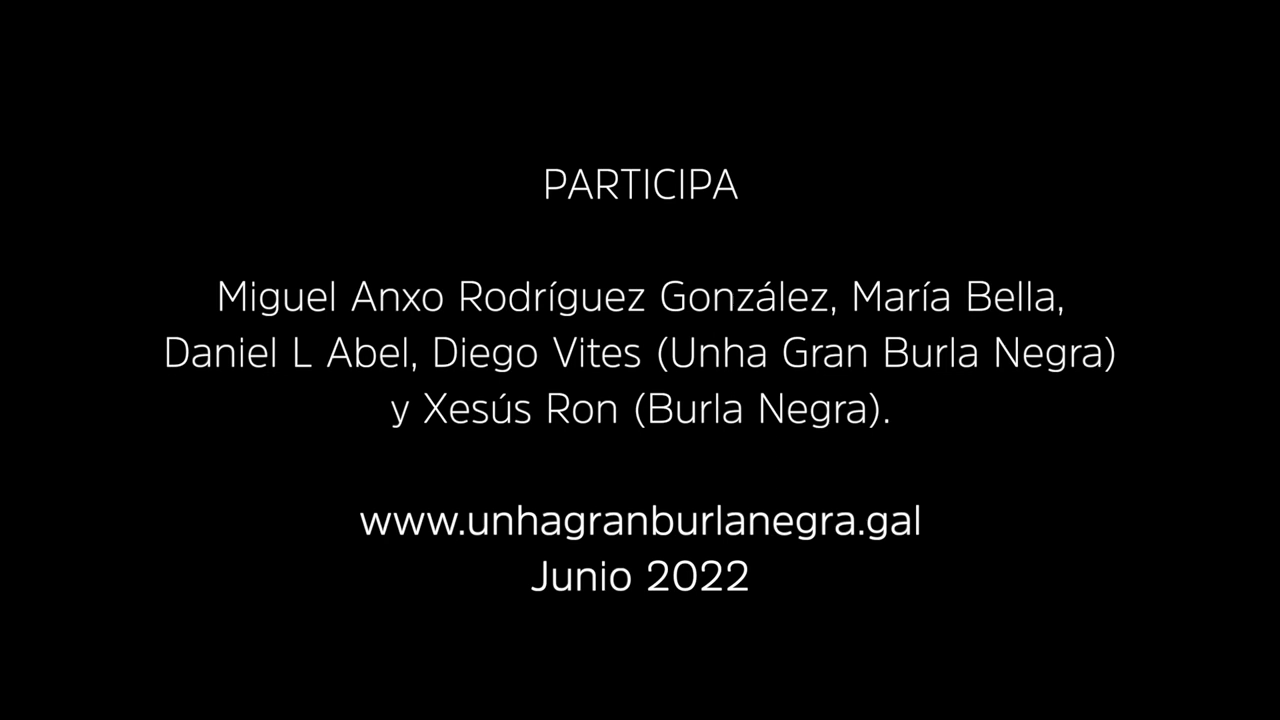 PARTICIPA
Miguel Anxo Rodríguez González, María Bella,
Daniel L Abel, Diego Vites (Unha Gran Burla Negra)
y Xesús Ron (Burla Negra).
www.unhagranburlanegra.gal
Junio 2022